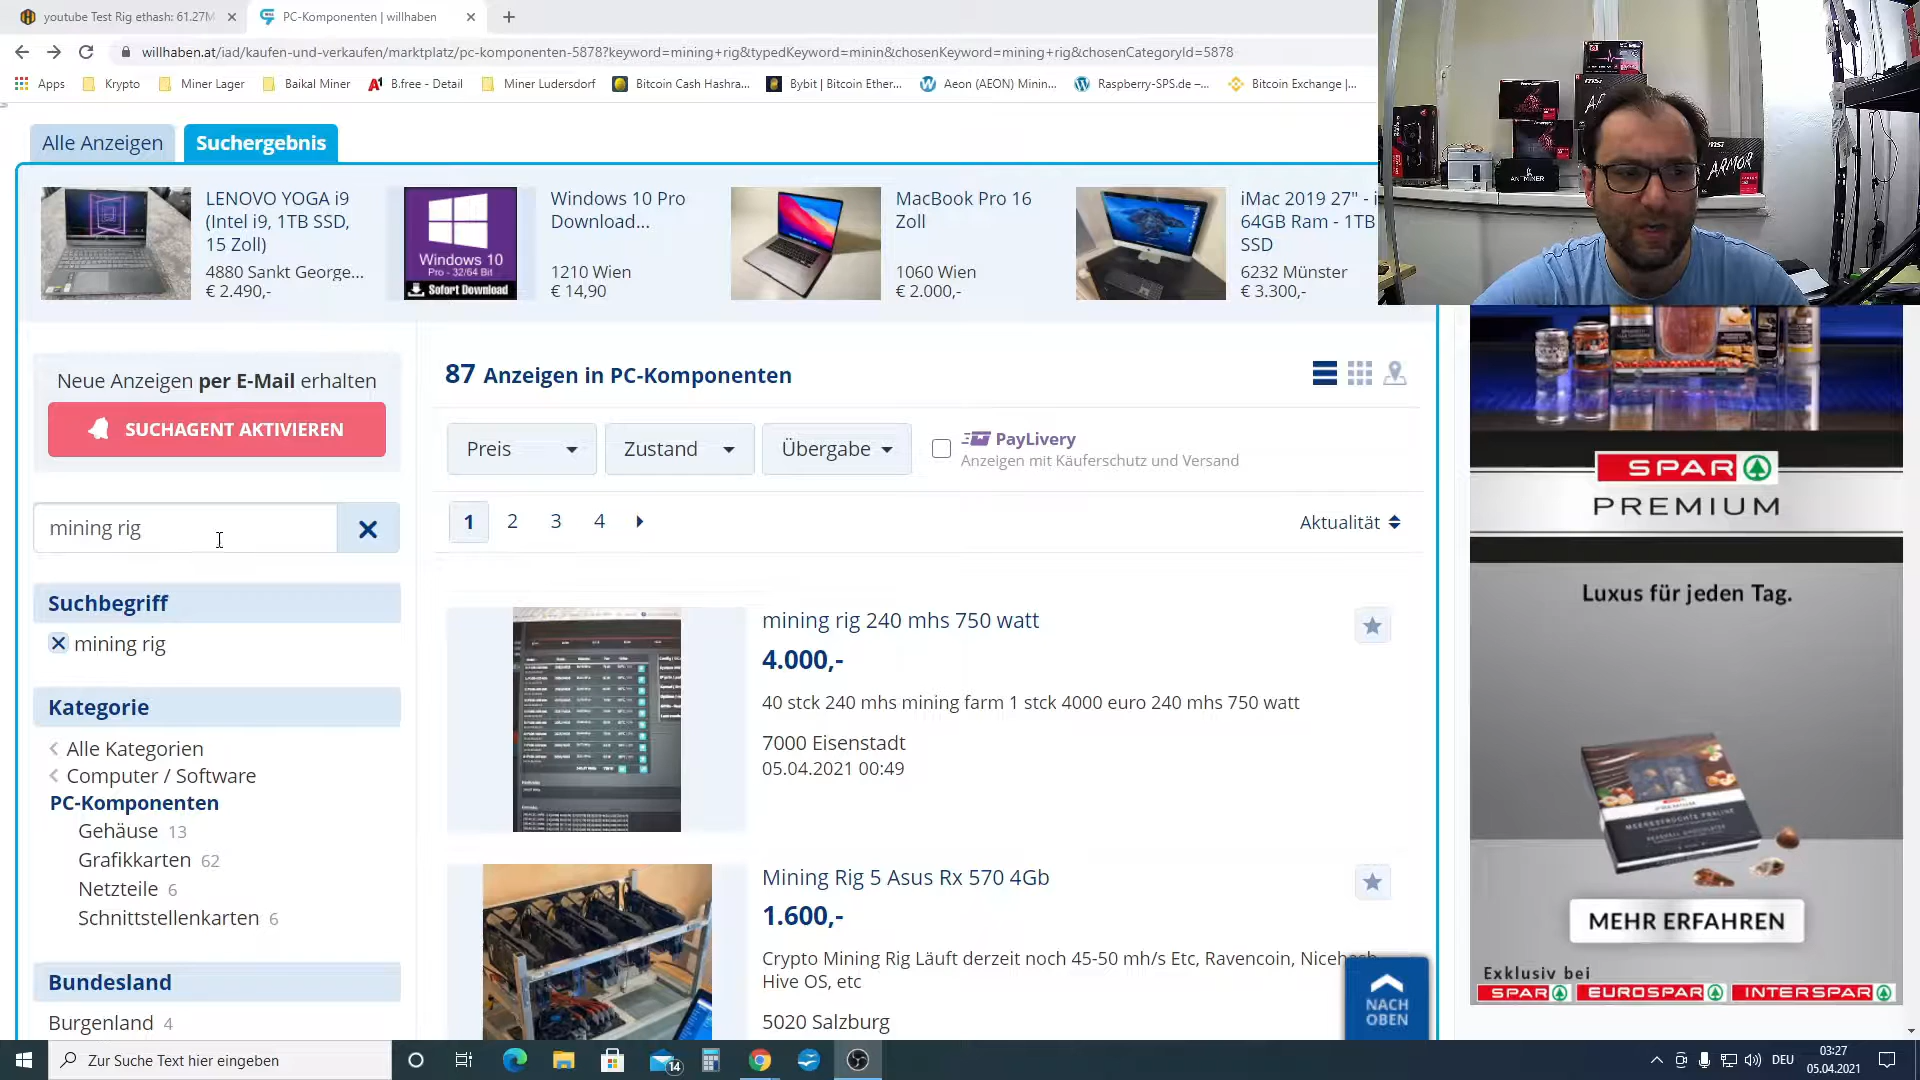 youtube Test Rig ethash: 61.27M
PC-Komponenten | willhaben
willhaben.at/iad/kaufen-und-verkaufen/marktplatz/pc-komponenten-5878?keyword=mining+rig&typedKeyword=minin&chosenKeyword=mining+rig&chosenCategoryId=5878
Apps
Krypto
Miner Lager
Baikal Miner
B.free - Detail
Miner Ludersdorf
Bitcoin Cash Hashra...
Bybit | Bitcoin Ether...
Aeon (AEON) Minin...
Raspberry-SPS.de –...
Bitcoin Exchange |...
msi
msi
ANTMINER
ARMOR
Alle Anzeigen
Suchergebnis
LENOVO YOGA i9
(Intel i9, 1TB SSD,
15 Zoll)
4880 Sankt George...
€ 2.490,-
Windows 10
Pro - 32/64 Bit
Sofort Download
Windows 10 Pro
Download...
1210 Wien
€ 14,90
MacBook Pro 16
Zoll
1060 Wien
€ 2.000,-
iMac 2019 27" - i
64GB Ram - 1TB
SSD
6232 Münster
€ 3.300,-
Neue Anzeigen per E-Mail erhalten
SUCHAGENT AKTIVIEREN
mining rig
Suchbegriff
mining rig
Kategorie
Alle Kategorien
Computer / Software
PC-Komponenten
Gehäuse 13
Grafikkarten 62
Netzteile 6
Schnittstellenkarten 6
Bundesland
Burgenland 4
87 Anzeigen in PC-Komponenten
Preis
Zustand
Übergabe
PayLivery
Anzeigen mit Käuferschutz und Versand
1 2 3 4
Aktualität
mining rig 240 mhs 750 watt
4.000,-
40 stck 240 mhs mining farm 1 stck 4000 euro 240 mhs 750 watt
7000 Eisenstadt
05.04.2021 00:49
Mining Rig 5 Asus Rx 570 4Gb
1.600,-
Crypto Mining Rig Läuft derzeit noch 45-50 mh/s Etc, Ravencoin, Nicehash
Hive OS, etc
5020 Salzburg
NACH
OBEN
SPAR
PREMIUM
Luxus für jeden Tag.
MEHR ERFAHREN
Exklusiv bei
SPAR EUROSPAR INTERSPAR
Zur Suche Text hier eingeben
14
DEU
03:27
05.04.2021